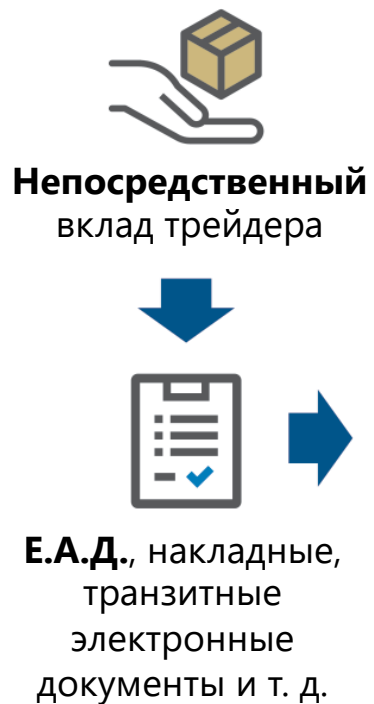 Непосредственный
вклад трейдера
Е.А.Д., накладные,
транзитные
электронные
документы и т. д.